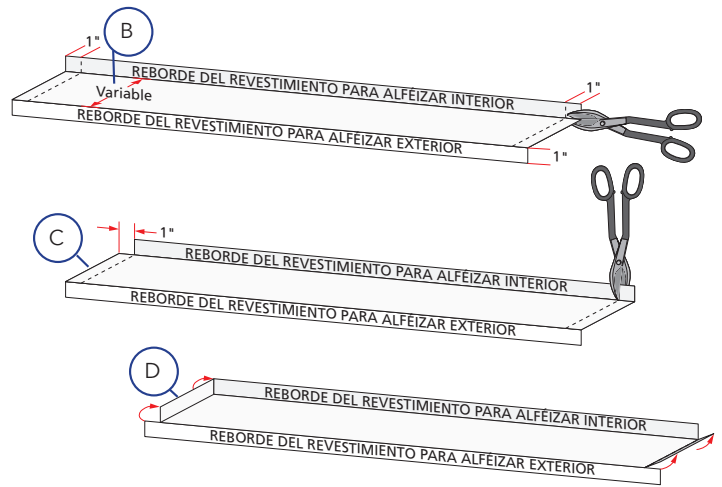 B
1"
REBORDE DEL REVESTIMIENTO PARA ALFÉIZAR INTERIOR
1"
Variable
REBORDE DEL REVESTIMIENTO PARA ALFÉIZAR EXTERIOR
1"
C
1"
REBORDE DEL REVESTIMIENTO PARA ALFÉIZAR INTERIOR
REBORDE DEL REVESTIMIENTO PARA ALFÉIZAR EXTERIOR
D
REBORDE DEL REVESTIMIENTO PARA ALFÉIZAR INTERIOR
REBORDE DEL REVESTIMIENTO PARA ALFÉIZAR EXTERIOR